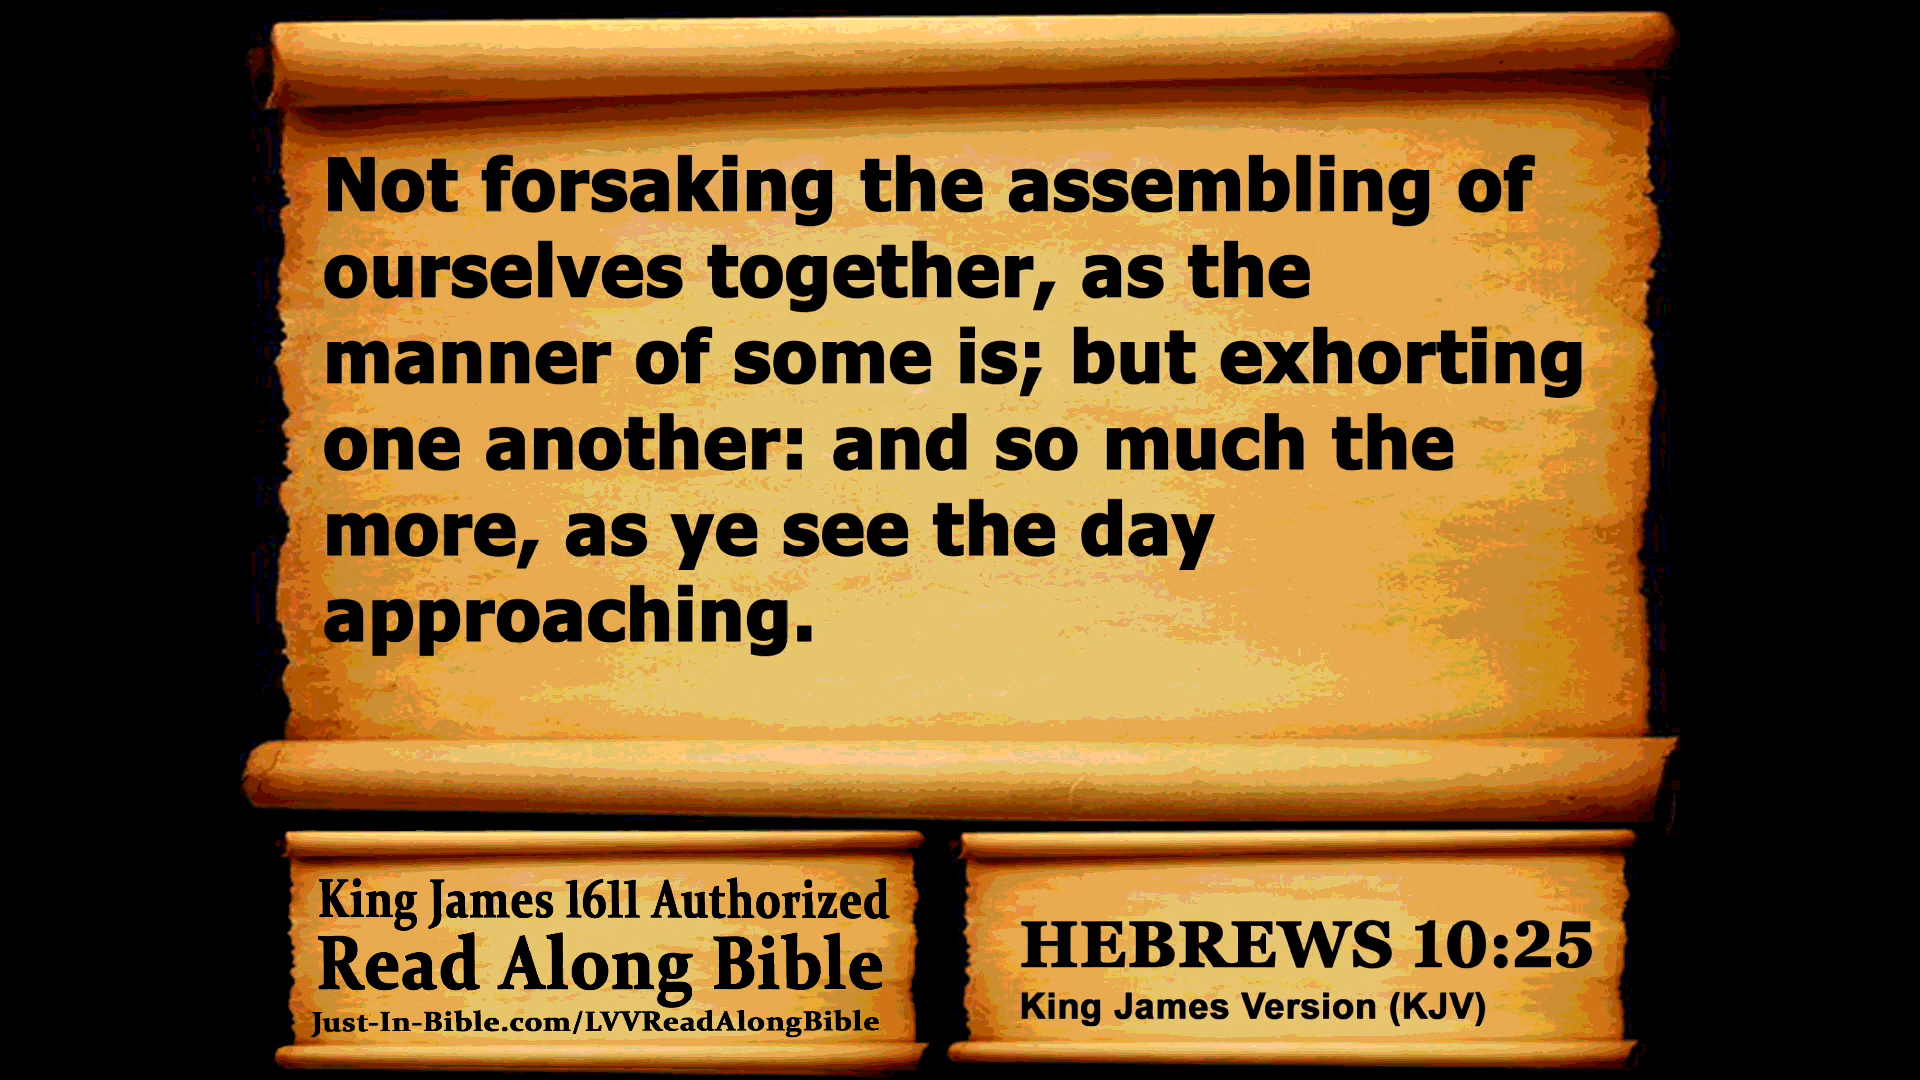 Not forsaking the assembling of
ourselves together, as the
manner of some is; but exhorting
one another: and so much the
more, as ye see the day
approaching.
King James 1611 Authorized
Read Along Bible
Just-In-Bible.com/LVVReadAlongBible
HEBREWS 10:25
King James Version (KJV)